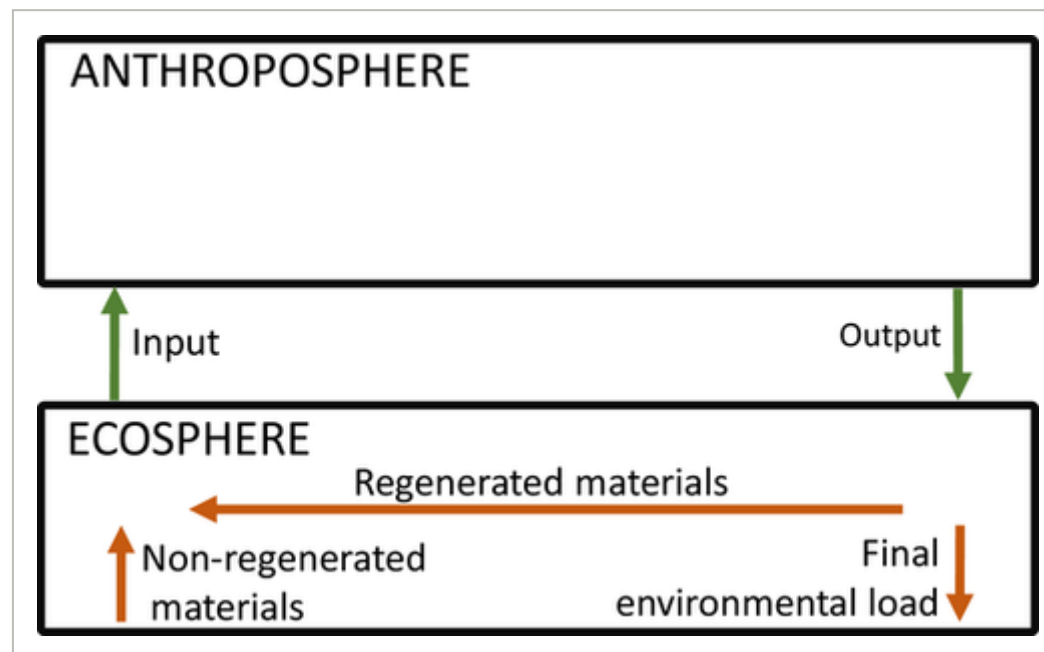 ANTHROPOSPHERE
Input
Output
ECOSPHERE
Regenerated materials
Non-regenerated
materials
Final
environmental load